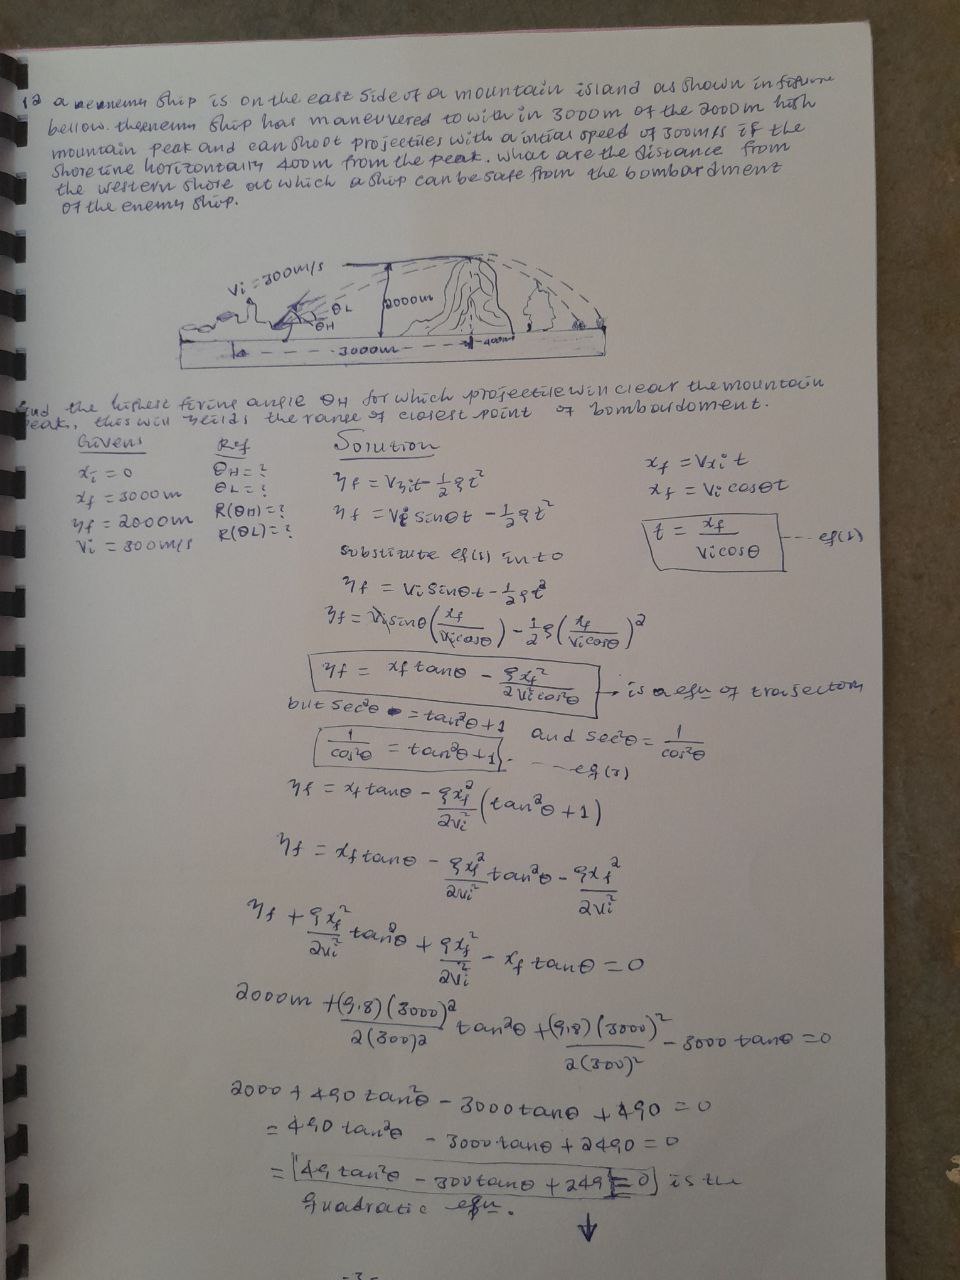 12 a enemy ship is on the east side of a mountain island as shown in figure
bellow. the enemy ship has maneuvered to with in 3000m of the 2000m high
mountain peak and can shoot projectiles with a intial speed of 300m/s if the
shore line horizontally 400m from the peak. what are the distance from
the western shore at which a ship can be safe from the bombardment
of the enemy ship.
Vi = 300m/s
θL
θH
2000m
3000m
400m
find the highest firing angle θH for which projectile win clear the mountain
peak, this win yeilds the range of closest point of bombardoment.
Givens
xi = 0
xf = 3000m
yf = 2000m
Vi = 300m/s
Ref
θH = ?
θL = ?
R(θH) = ?
R(θL) = ?
Solution
yf = Vyit - 1/2 gt²
yf = Vi sinθt - 1/2 gt²
xf = Vxi t
xf = Vi cosθt
t = xf / Vi cosθ --- eq(1)
substitute eq(1) in to
yf = Vi sinθt - 1/2 gt²
yf = Vi sinθ (xf / Vi cosθ) - 1/2 g (xf / Vi cosθ)²
yf = xf tanθ - gxf² / 2Vi² cos²θ → is a equ of trajectory
but sec²θ = tan²θ + 1 and sec²θ = 1 / cos²θ
1 / cos²θ = tan²θ + 1 --- eq(2)
yf = xf tanθ - gxf² / 2Vi² (tan²θ + 1)
yf = xf tanθ - gxf² / 2Vi² tan²θ - gxf² / 2Vi²
yf + gxf² / 2Vi² tan²θ + gxf² / 2Vi² - xf tanθ = 0
2000m + (9.8)(3000)² / 2(300)² tan²θ + (9.8)(3000)² / 2(300)² - 3000 tanθ = 0
2000 + 490 tan²θ - 3000 tanθ + 490 = 0
= 490 tan²θ - 3000 tanθ + 2490 = 0
= 49 tan²θ - 300 tanθ + 249 = 0 is the
quadratic equ.
↓
- 3 -